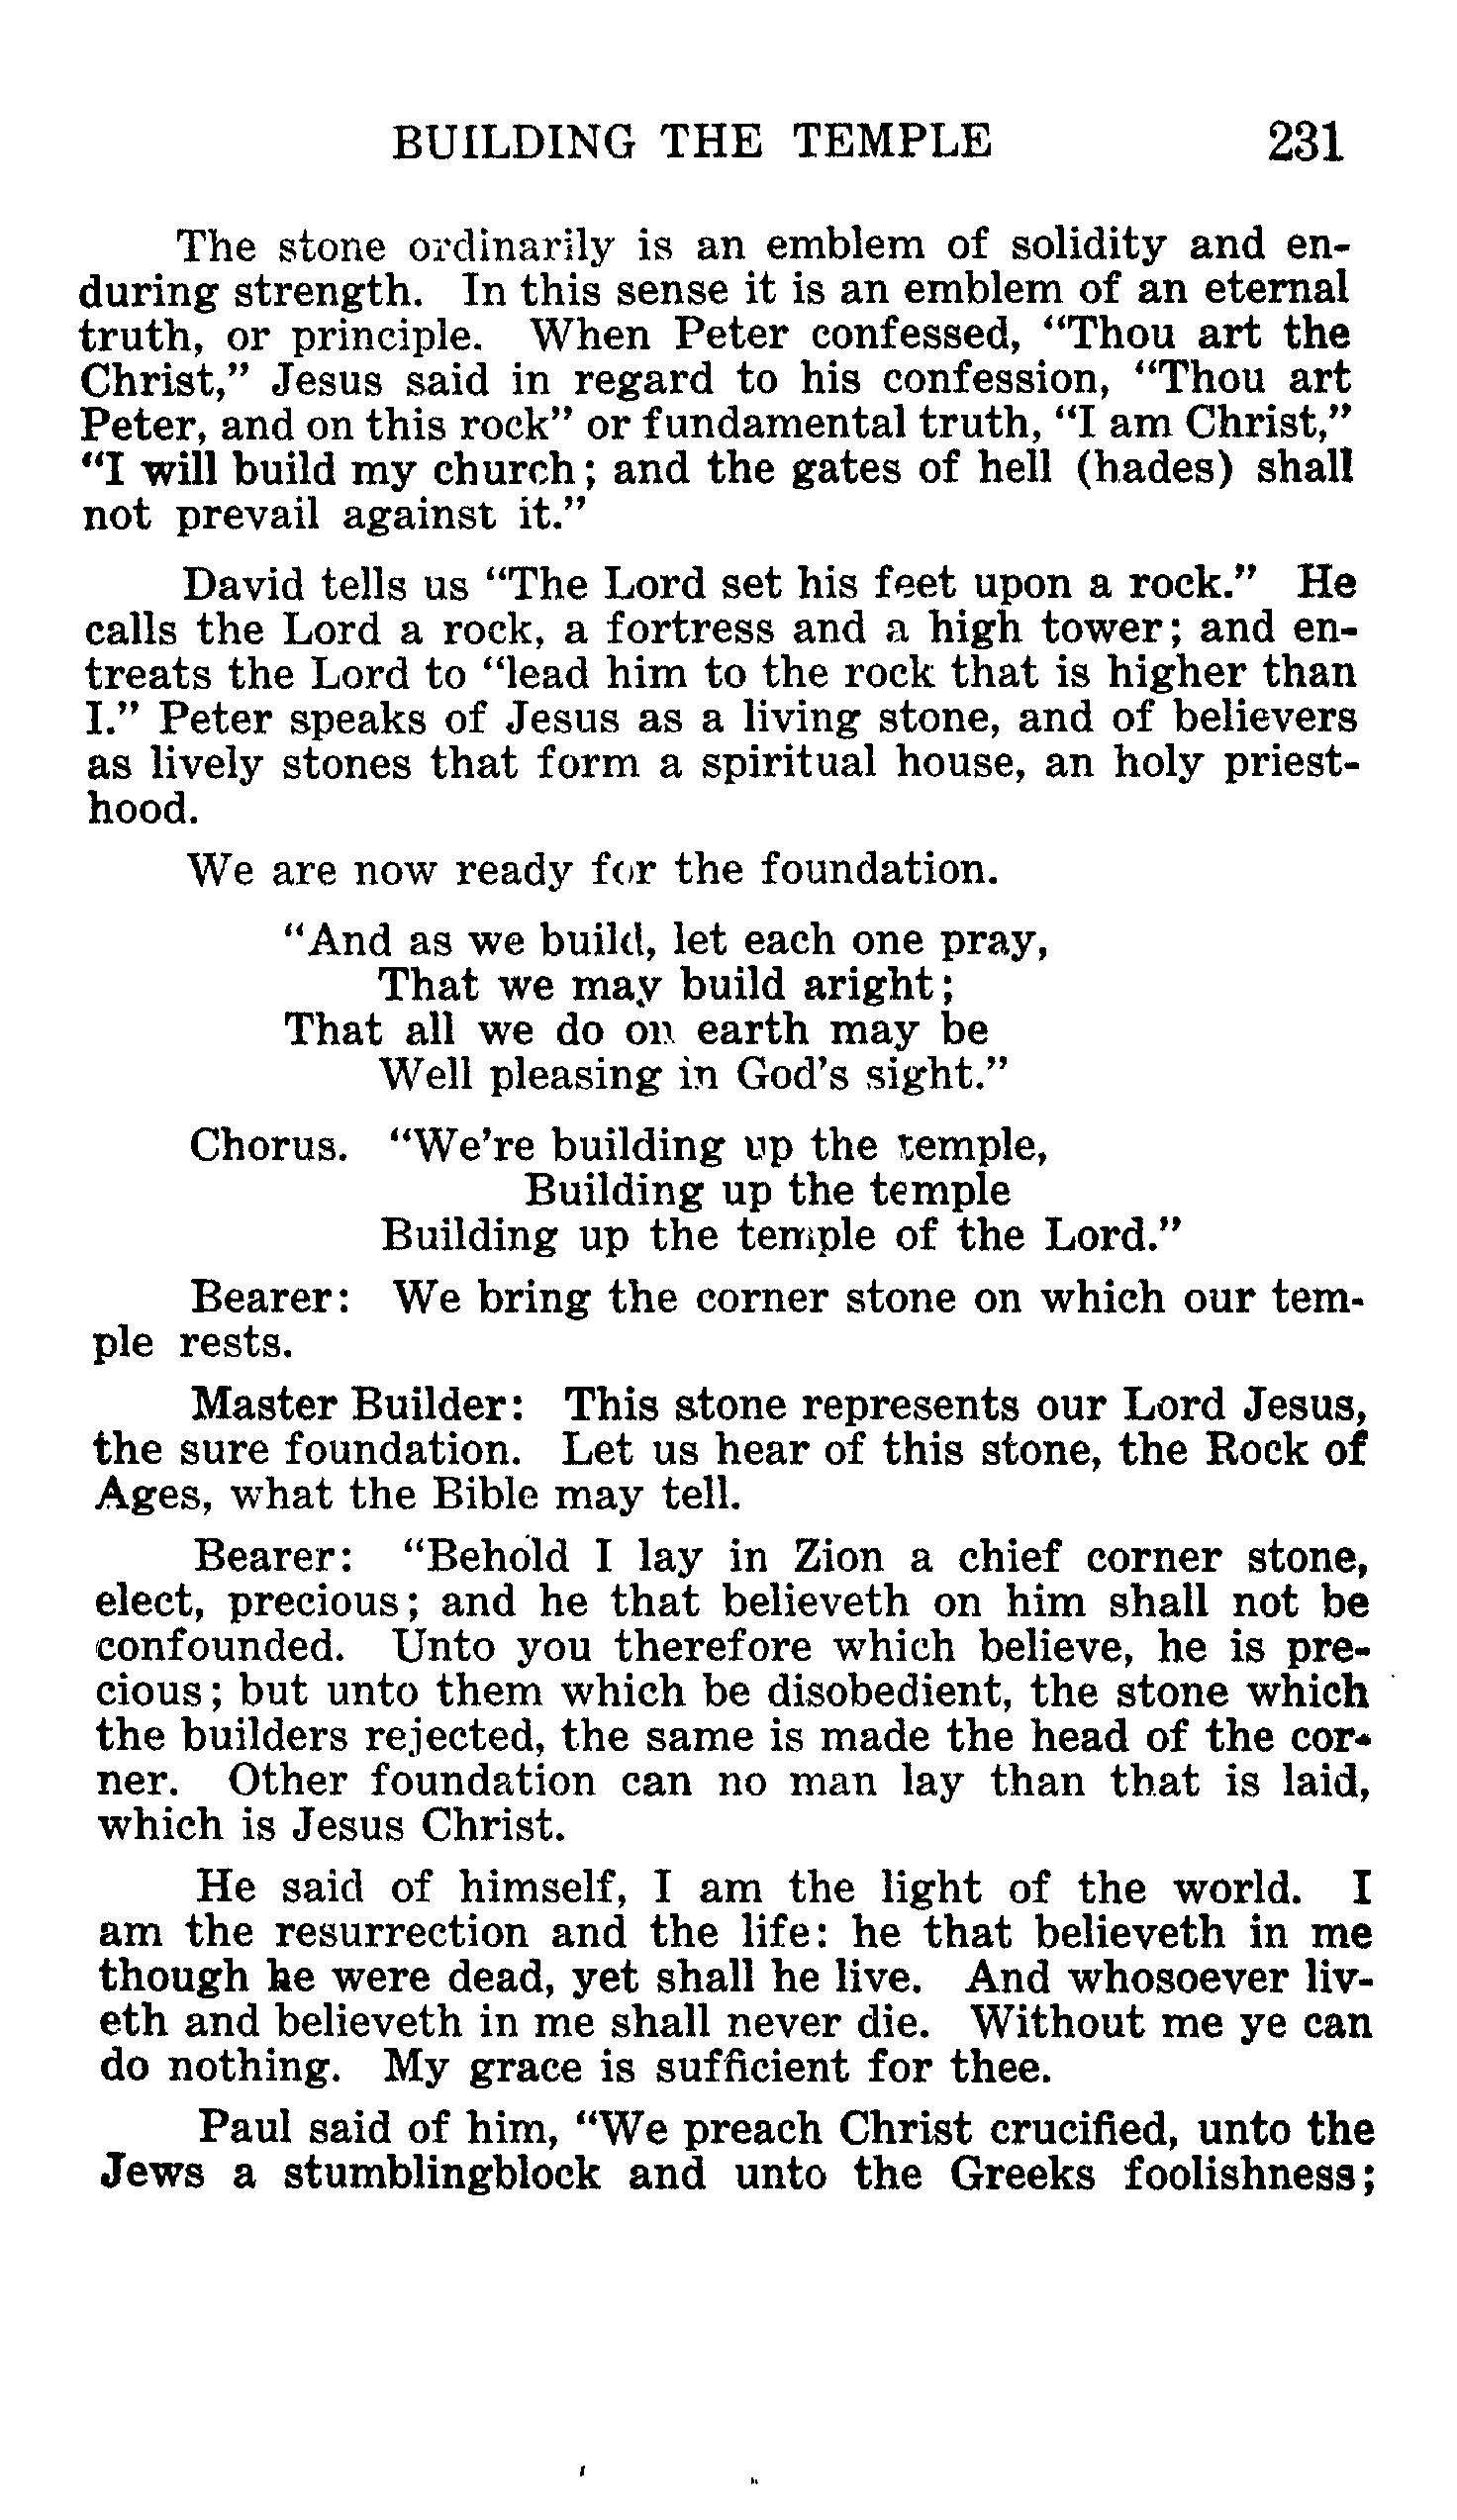 BUILDING THE TEMPLE 231
The stone ordinarily is an emblem of solidity and en-
during strength. In this sense it is an emblem of an eternal
truth, or principle. When Peter confessed, "Thou art the
Christ," Jesus said in regard to his confession, "Thou art
Peter, and on this rock" or fundamental truth, "I am Christ,"
"I will build my church; and the gates of hell (hades) shall
not prevail against it."
David tells us "The Lord set his feet upon a rock." He
calls the Lord a rock, a fortress and a high tower; and en-
treats the Lord to "lead him to the rock that is higher than
I." Peter speaks of Jesus as a living stone, and of believers
as lively stones that form a spiritual house, an holy priest-
hood.
We are now ready for the foundation.
"And as we build, let each one pray,
That we may build aright;
That all we do on earth may be
Well pleasing in God's sight."
Chorus. "We're building up the temple,
Building up the temple
Building up the temple of the Lord."
Bearer: We bring the corner stone on which our tem-
ple rests.
Master Builder: This stone represents our Lord Jesus,
the sure foundation. Let us hear of this stone, the Rock of
Ages, what the Bible may tell.
Bearer: "Behold I lay in Zion a chief corner stone,
elect, precious; and he that believeth on him shall not be
confounded. Unto you therefore which believe, he is pre-
cious; but unto them which be disobedient, the stone which
the builders rejected, the same is made the head of the cor-
ner. Other foundation can no man lay than that is laid,
which is Jesus Christ.
He said of himself, I am the light of the world. I
am the resurrection and the life: he that believeth in me
though he were dead, yet shall he live. And whosoever liv-
eth and believeth in me shall never die. Without me ye can
do nothing. My grace is sufficient for thee.
Paul said of him, "We preach Christ crucified, unto the
Jews a stumblingblock and unto the Greeks foolishness;